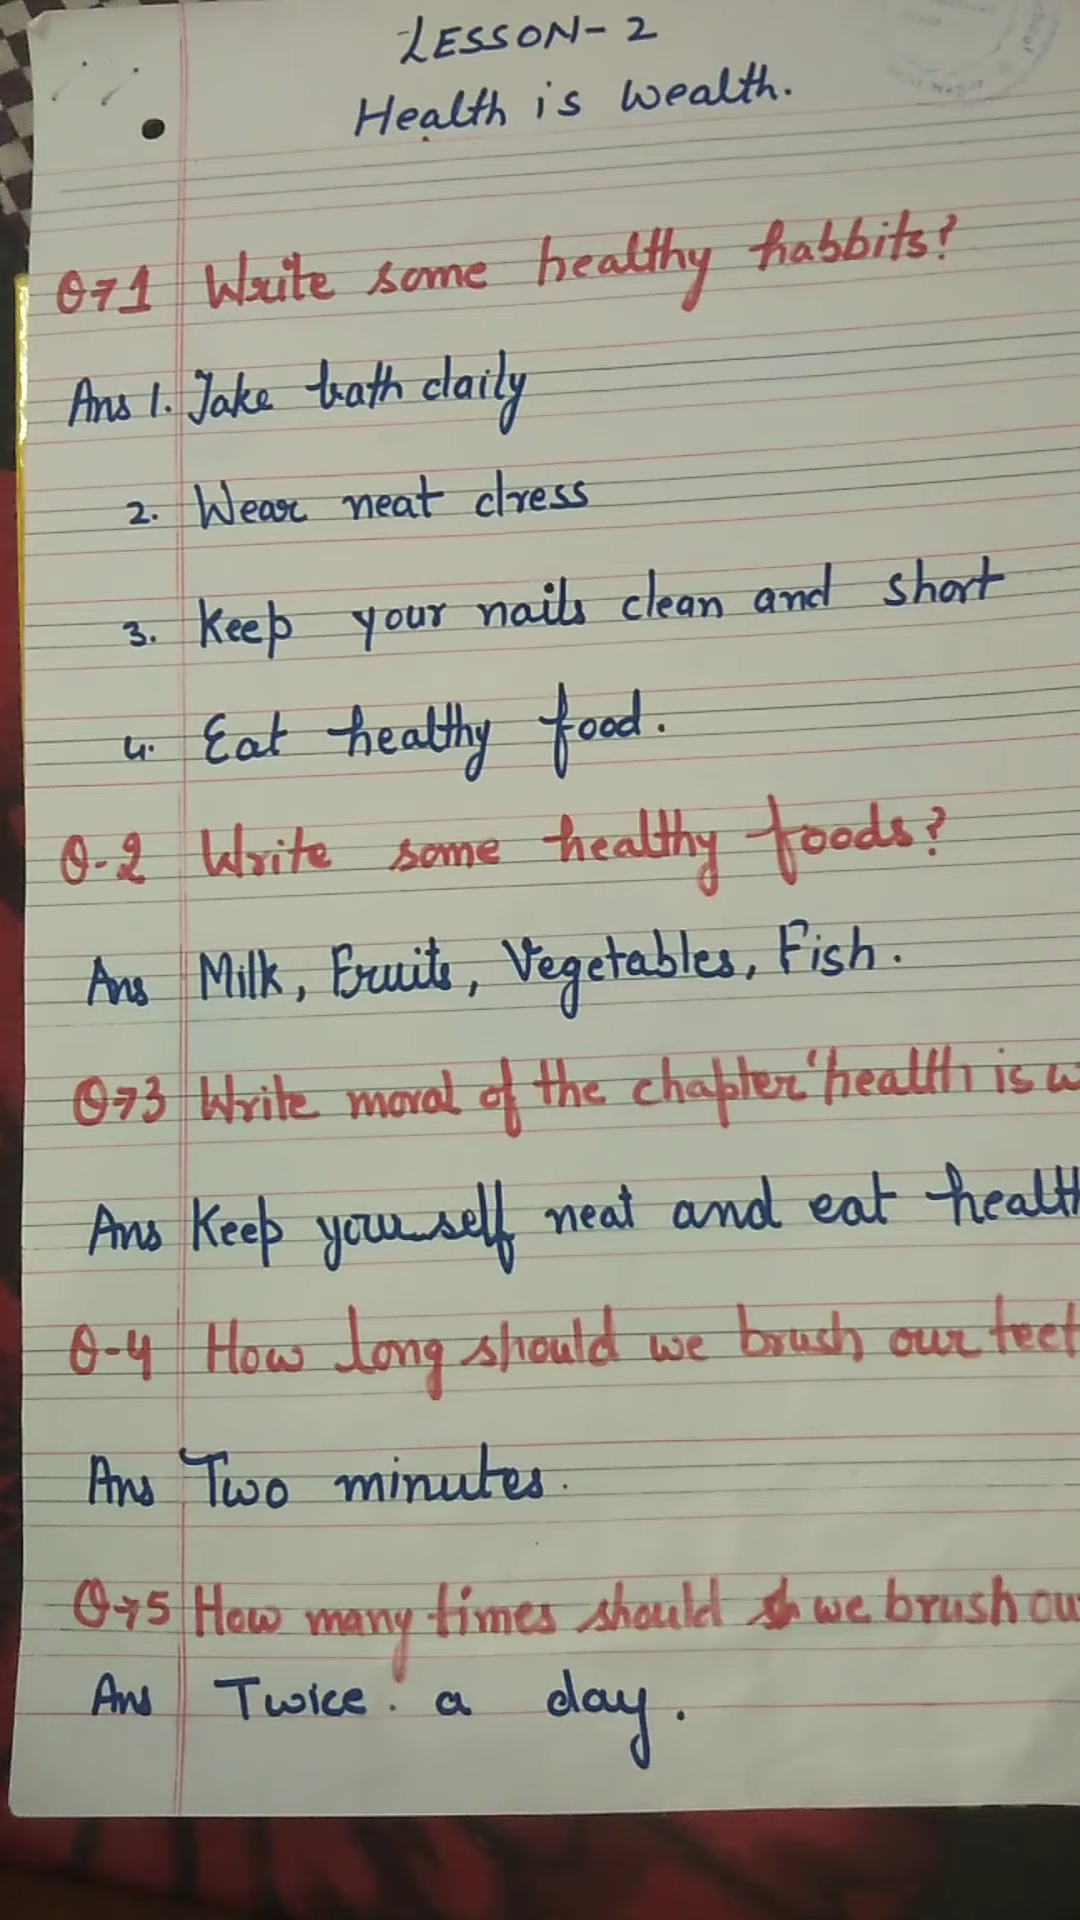 LESSON-2
Health is wealth.
Q→1 Write some healthy habbits?
Ans 1. Take bath daily
2. Wear neat dress
3. Keep your nails clean and short
4. Eat healthy food.
Q-2 Write some healthy foods?
Ans Milk, Fruits, Vegetables, Fish.
Q→3 Write moral of the chapter "health is w
Ans Keep yourself neat and eat health
Q-4 How long should we brush our teet
Ans Two minutes.
Q→5 How many times should we brush ou
Ans Twice. a day.